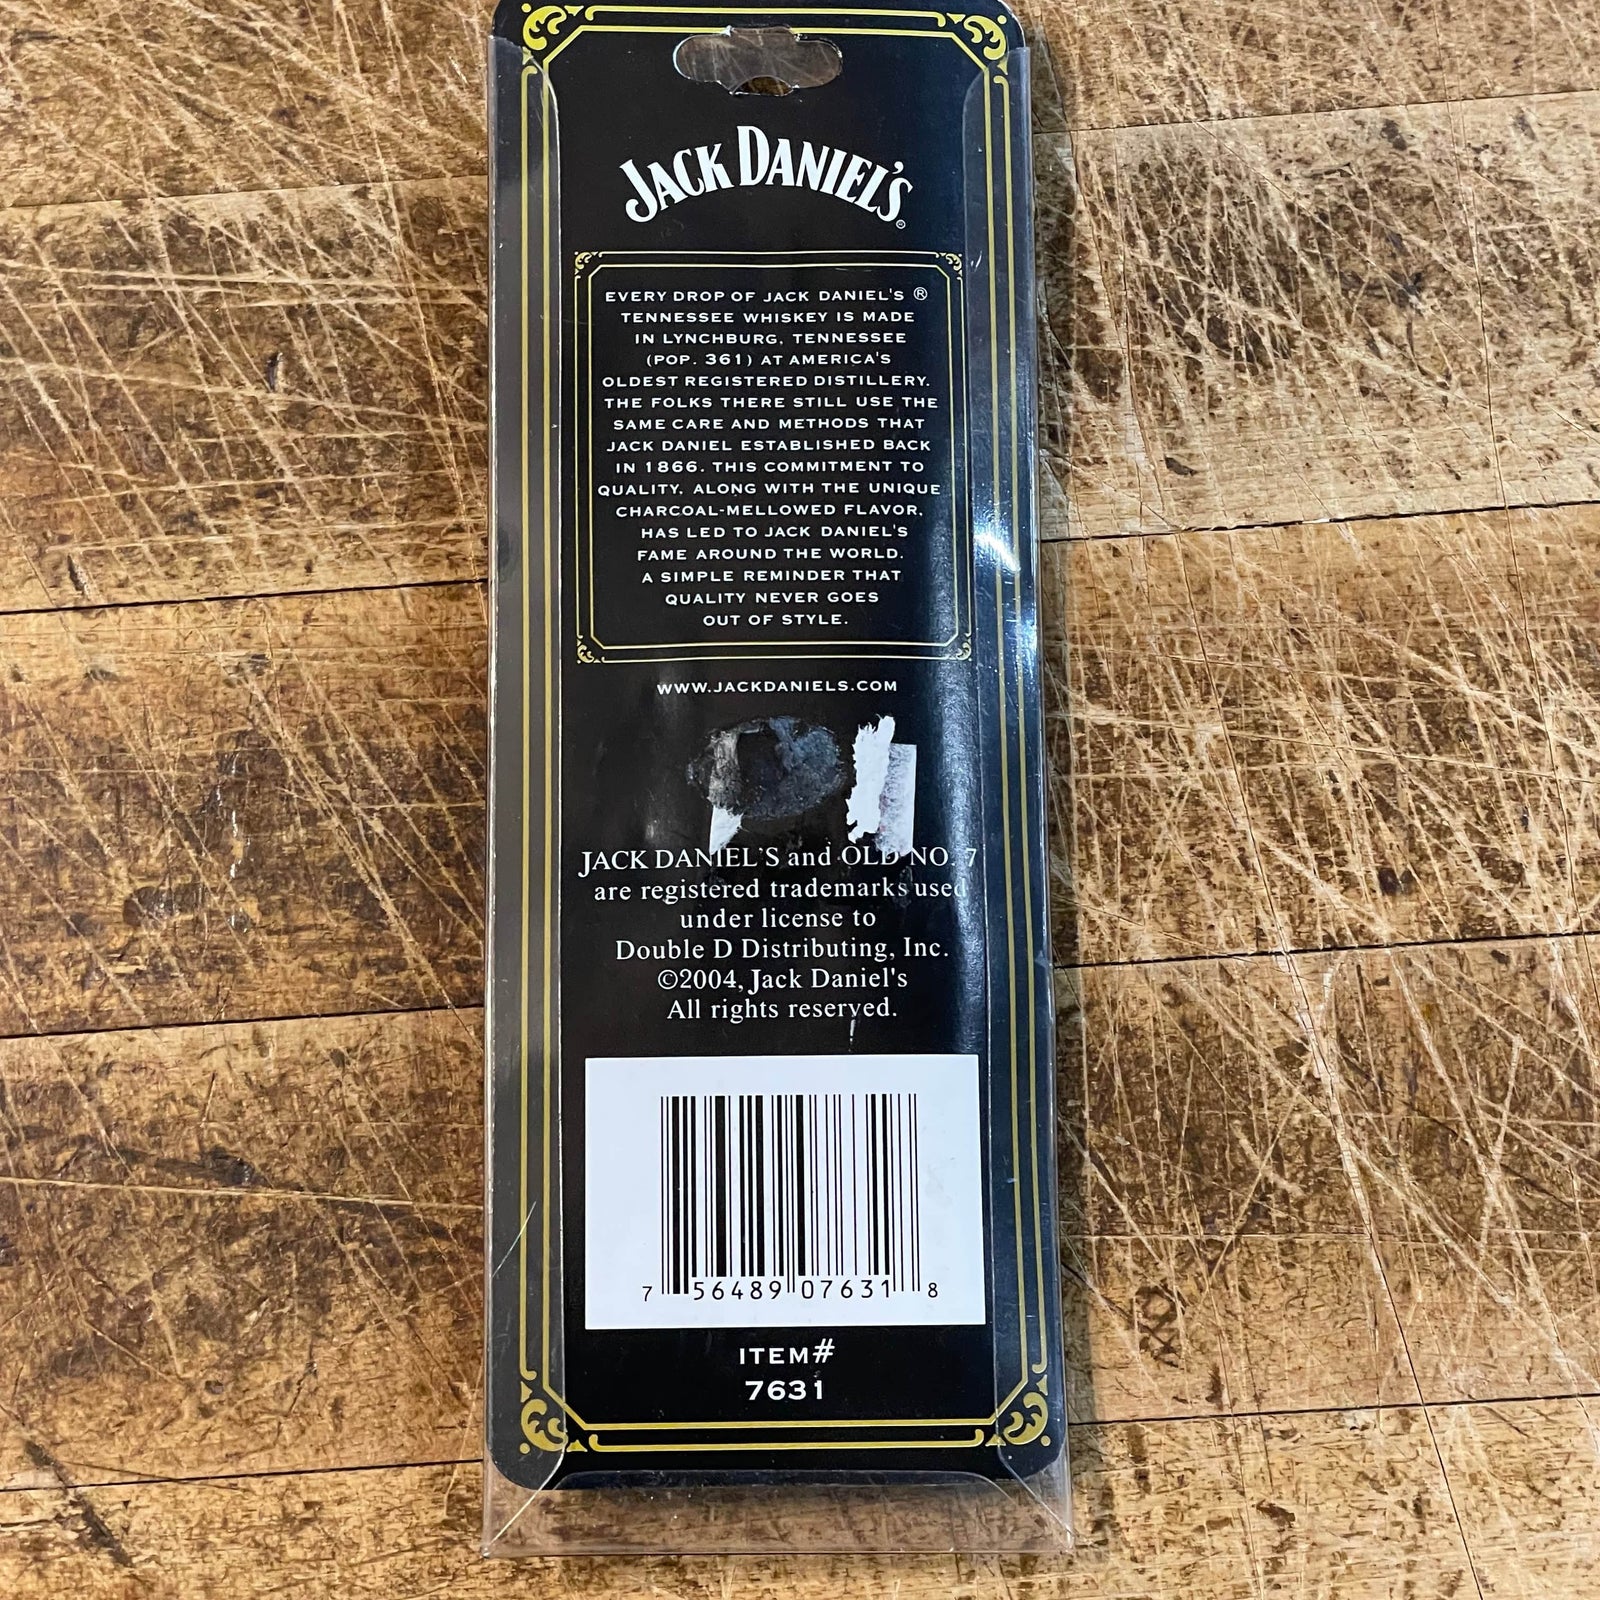 JACK DANIEL'S®
EVERY DROP OF JACK DANIEL'S ®
TENNESSEE WHISKEY IS MADE
IN LYNCHBURG, TENNESSEE
(POP. 361) AT AMERICA'S
OLDEST REGISTERED DISTILLERY.
THE FOLKS THERE STILL USE THE
SAME CARE AND METHODS THAT
JACK DANIEL ESTABLISHED BACK
IN 1866. THIS COMMITMENT TO
QUALITY, ALONG WITH THE UNIQUE
CHARCOAL-MELLOWED FLAVOR,
HAS LED TO JACK DANIEL'S
FAME AROUND THE WORLD.
A SIMPLE REMINDER THAT
QUALITY NEVER GOES
OUT OF STYLE.
WWW.JACKDANIELS.COM
JACK DANIEL'S and OLD NO. 7
are registered trademarks used
under license to
Double D Distributing, Inc.
©2004, Jack Daniel's
All rights reserved.
7 56489 07631 8
ITEM#
7631